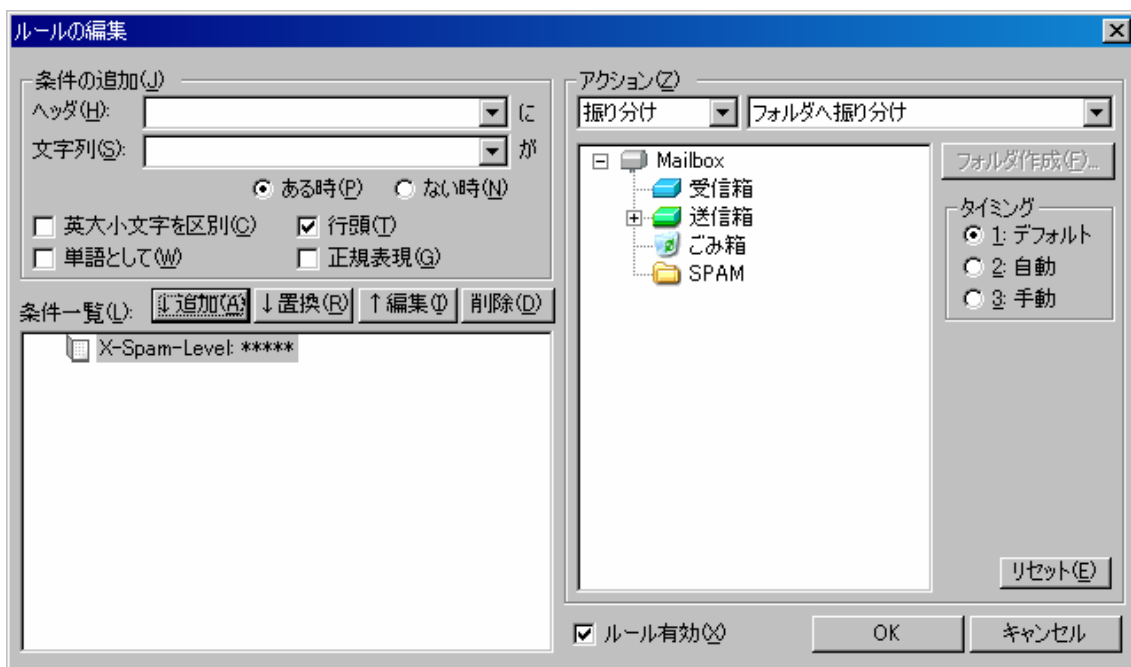 ルールの編集
条件の追加(J)
ヘッダ(H): に
文字列(S): が
ある時(P) ない時(N)
英大小文字を区別(C) 行頭(T)
単語として(W) 正規表現(G)
条件一覧(L): ↓追加(A) ↓置換(R) ↑編集(I) 削除(D)
X-Spam-Level: *****
アクション(Z)
振り分け フォルダへ振り分け
Mailbox
受信箱
送信箱
ごみ箱
SPAM
フォルダ作成(F)...
タイミング
1: デフォルト
2: 自動
3: 手動
リセット(E)
ルール有効(X) OK キャンセル